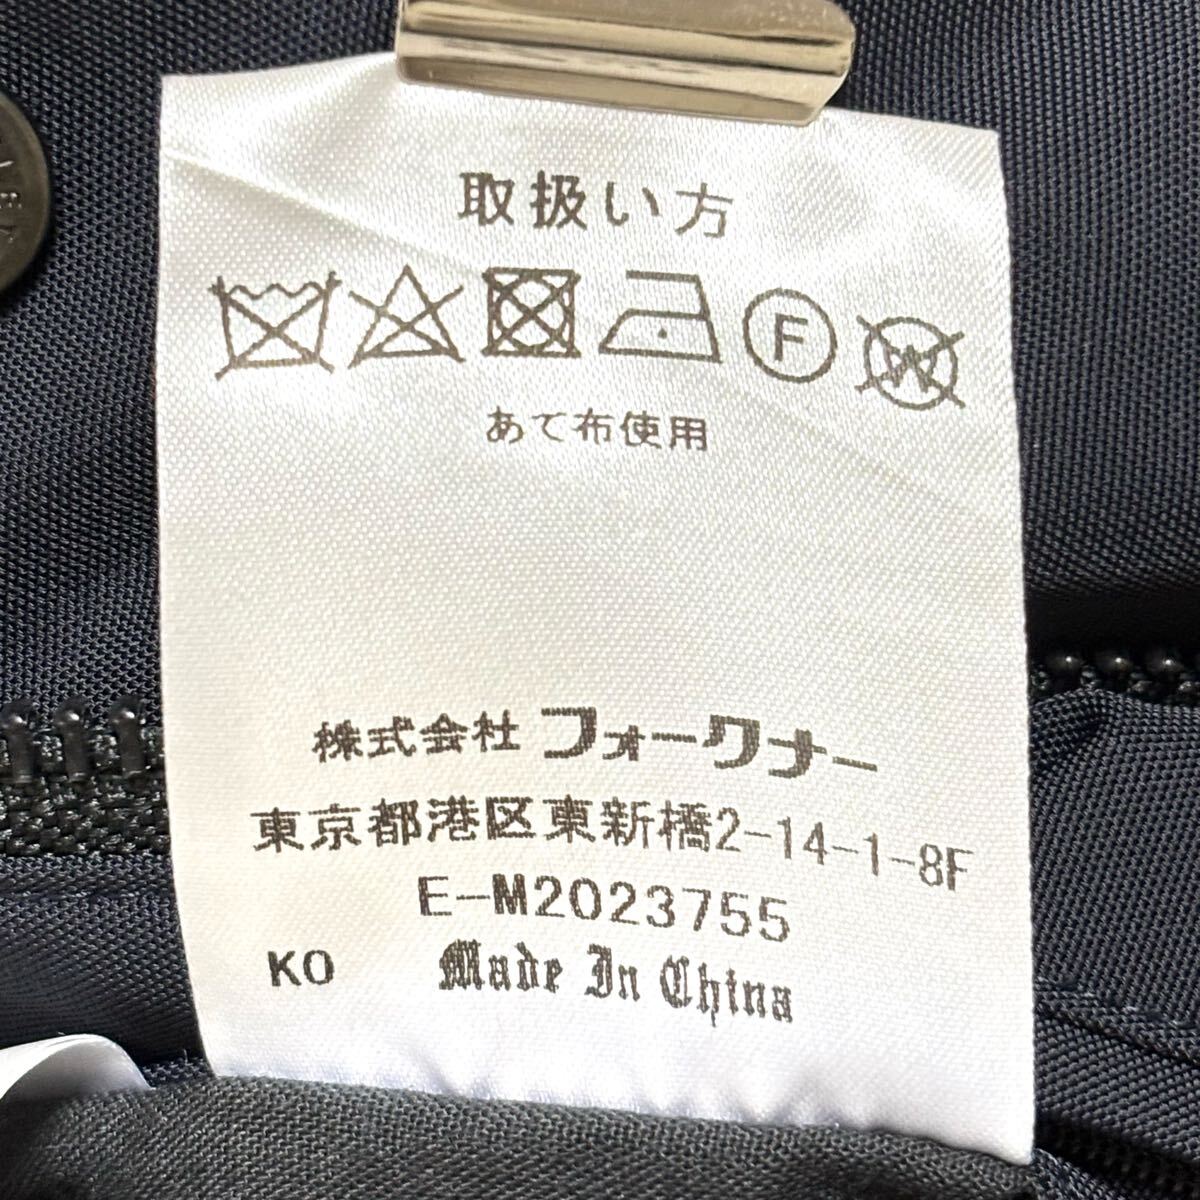 取扱い方
F W
あて布使用
株式会社 フォークナー
東京都港区東新橋2-14-1-8F
E-M2023755
KO Made In China